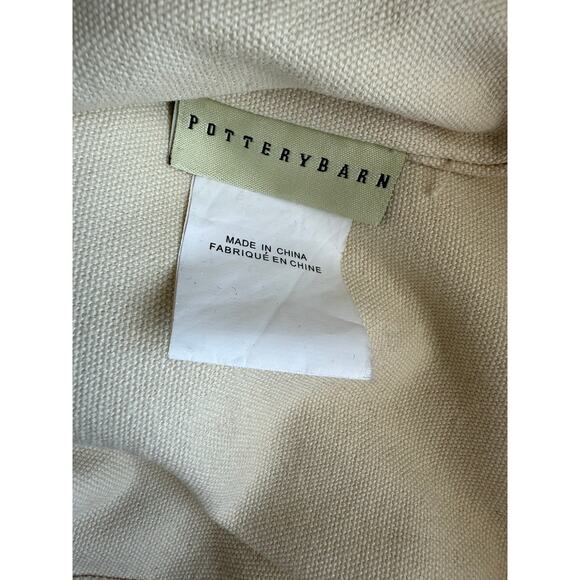 POTTERYBARN
MADE IN CHINA
FABRIQUÉ EN CHINE